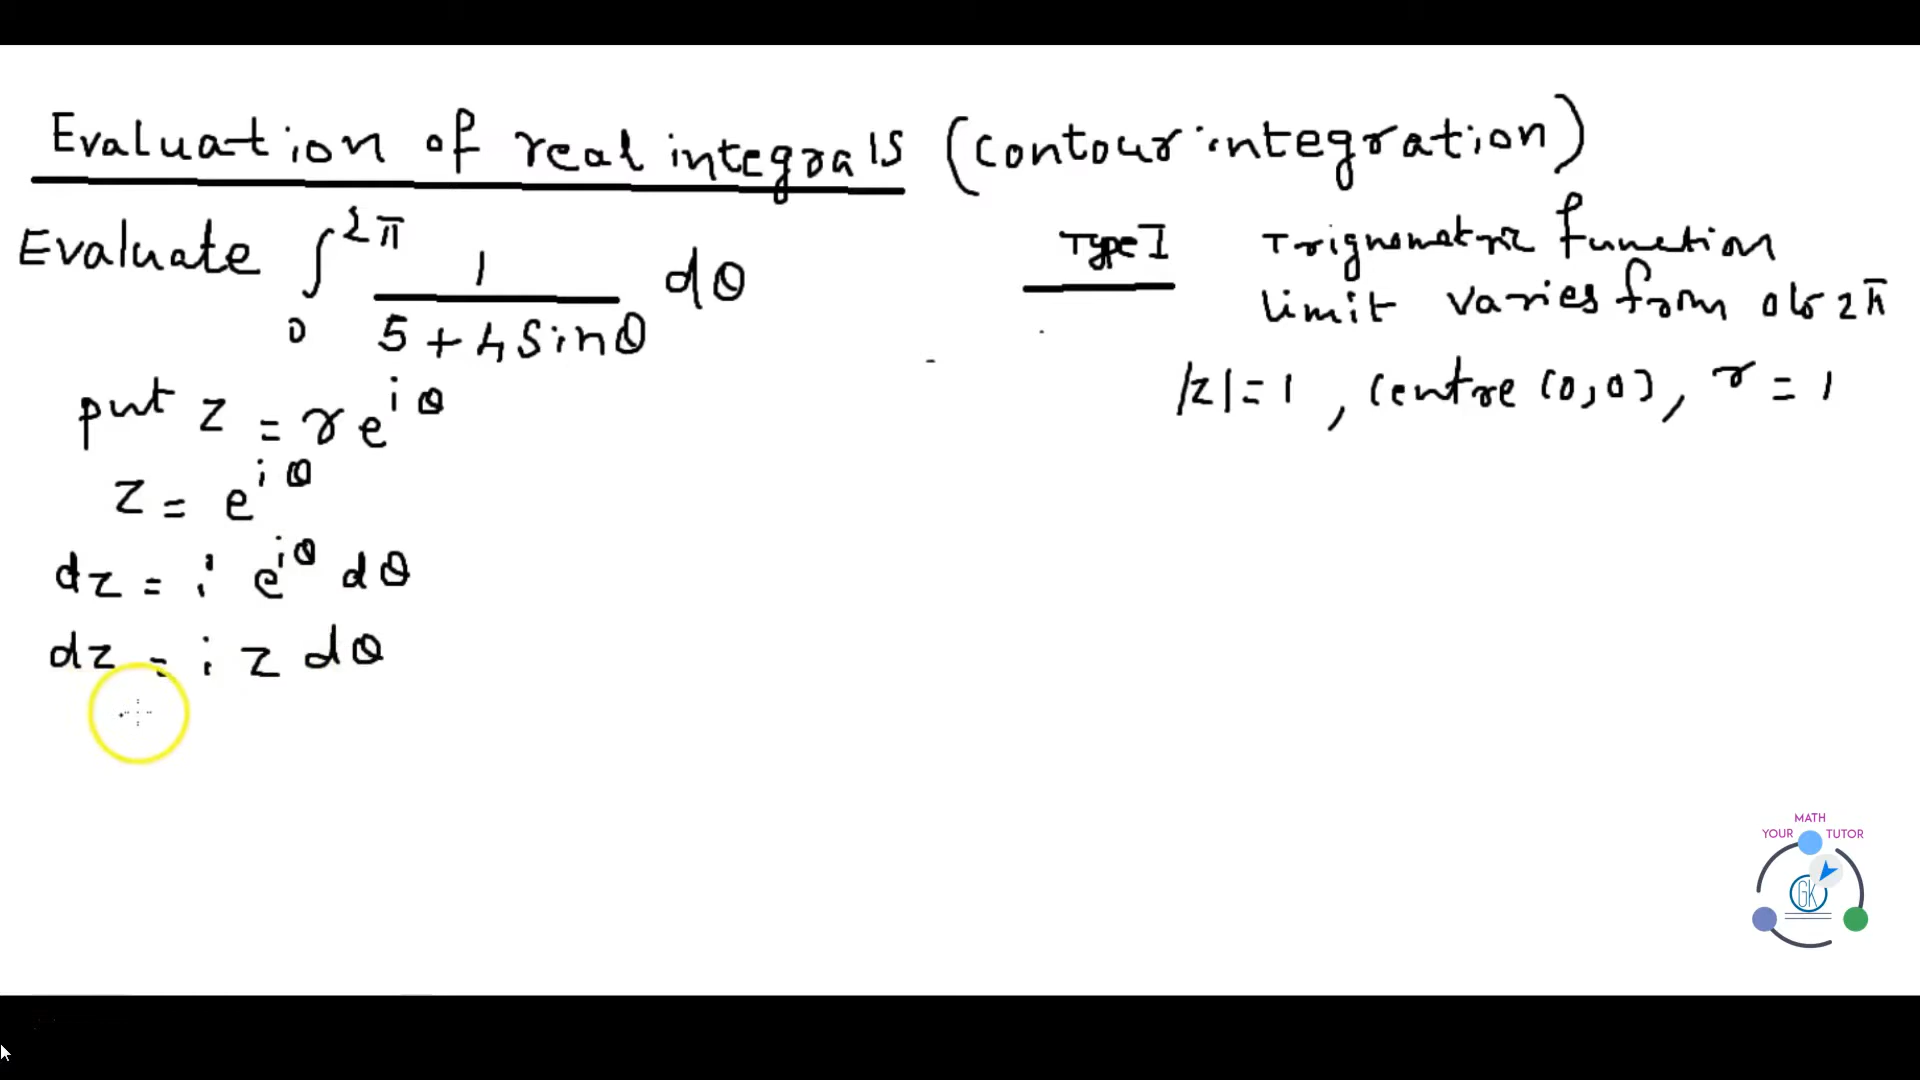 Evaluation of real integrals (contour integration)
Evaluate ∫₀^{2π} 1/(5+4Sinθ) dθ
Type I Trignometric function
limit varies from 0 to 2π
|z|=1, centre (0,0), r=1
put z = re^{iθ}
z = e^{iθ}
dz = i e^{iθ} dθ
dz = i z dθ
MATH
YOUR TUTOR
GK